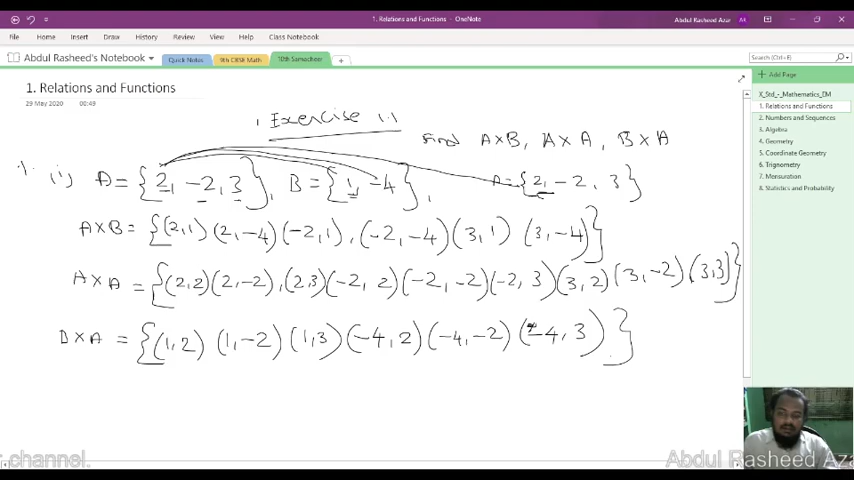 1. Relations and Functions - OneNote
Abdul Rasheed Azar
AR
File Home Insert Draw History Review View Help Class Notebook
Abdul Rasheed's Notebook
Quick Notes
9th CBSE Math
10th Samacheer
Search (Ctrl+E)
Add Page
X_Std_-_Mathematics_EM
1. Relations and Functions
2. Numbers and Sequences
3. Algebra
4. Geometry
5. Coordinate Geometry
6. Trigonometry
7. Mensuration
8. Statistics and Probability
1. Relations and Functions
29 May 2020 00:49
Exercise 1.1
Find A×B, A×A, B×A
1. (i) A = {2, -2, 3}, B = {1, -4}, A = {2, -2, 3}
A×B = {(2,1) (2,-4) (-2,1), (-2,-4) (3,1) (3,-4)}
A×A = {(2,2) (2,-2), (2,3) (-2,2) (-2,-2) (-2,3) (3,2) (3,-2) (3,3)}
B×A = {(1,2) (1,-2) (1,3) (-4,2) (-4,-2) (-4,3)}
r channel.
Abdul Rasheed Aza